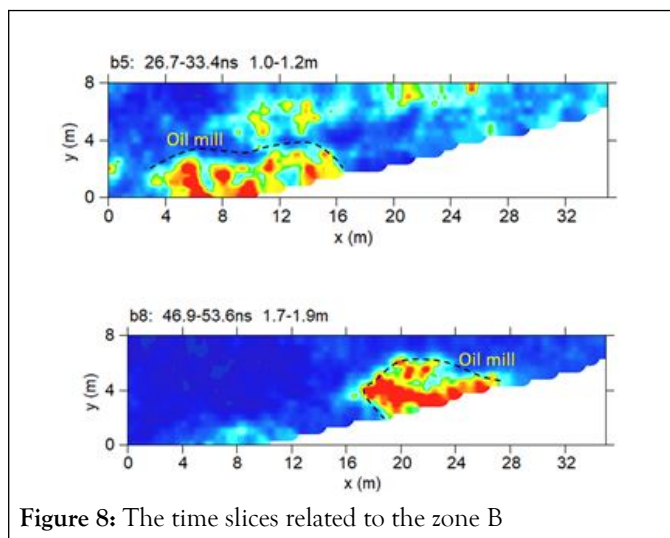 b5: 26.7-33.4ns 1.0-1.2m
8
Oil mill
4
0
y (m)
0 4 8 12 16 20 24 28 32
x (m)
b8: 46.9-53.6ns 1.7-1.9m
8
Oil mill
4
0
y (m)
0 4 8 12 16 20 24 28 32
x (m)
Figure 8: The time slices related to the zone B